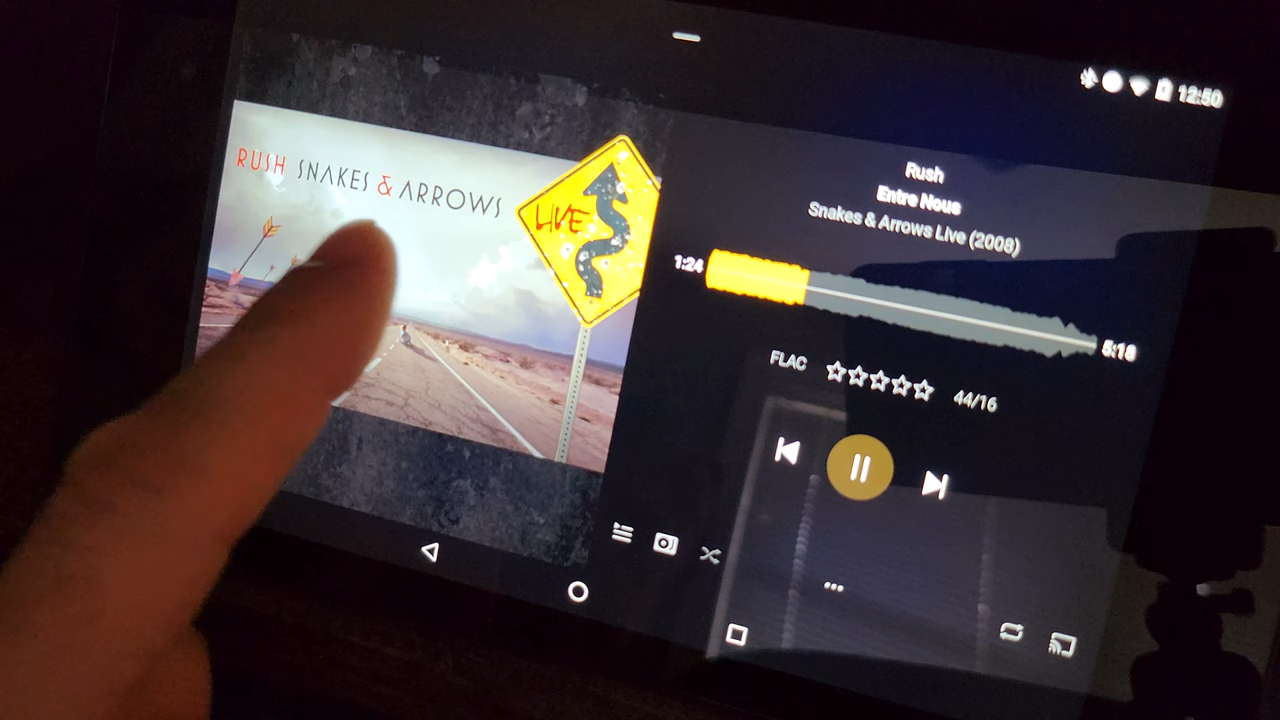 12:50
RUSH SNAKES & ARROWS
LIVE
Rush
Entre Nous
Snakes & Arrows Live (2008)
1:24
5:18
FLAC
44/16